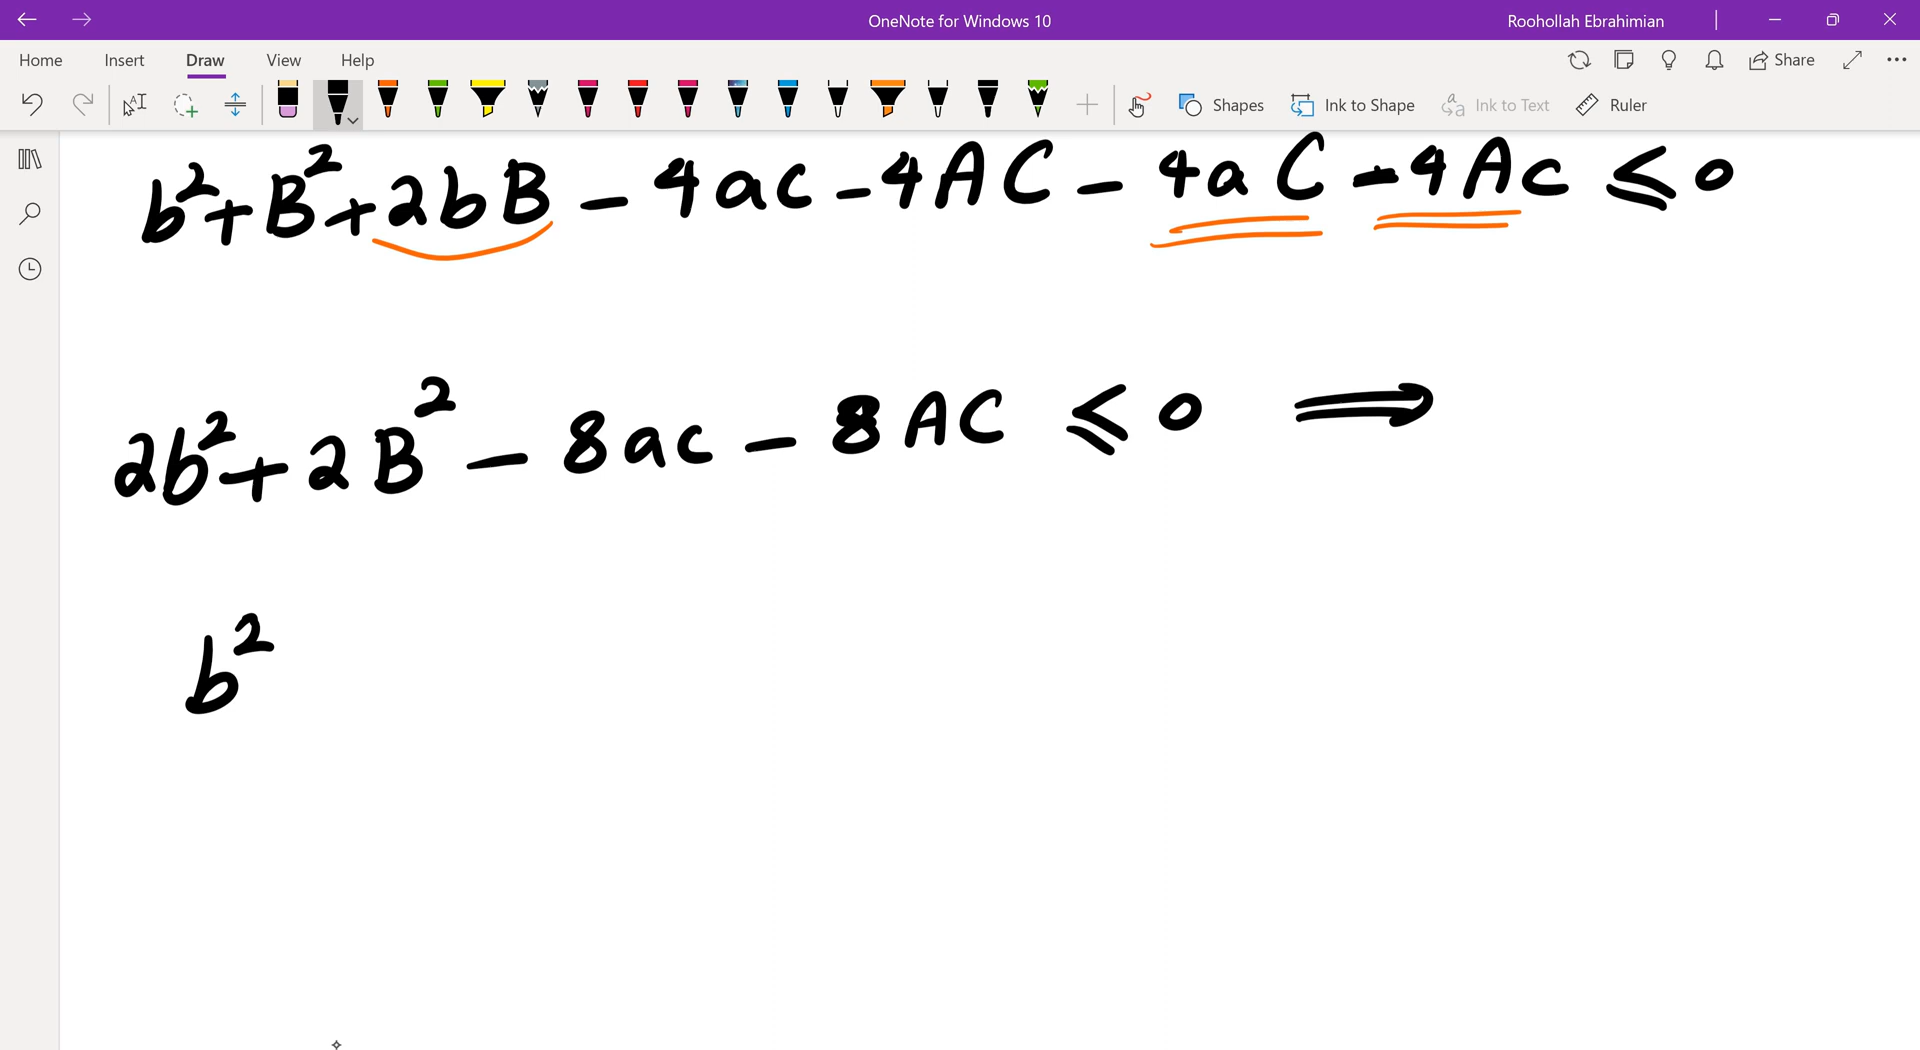 OneNote for Windows 10
Roohollah Ebrahimian
Home Insert Draw View Help
Share
Shapes Ink to Shape Ink to Text Ruler
b²+B²+2bB-4ac-4AC-4aC-4Ac≤0
2b²+2B²-8ac-8AC≤0 ⟹
b²